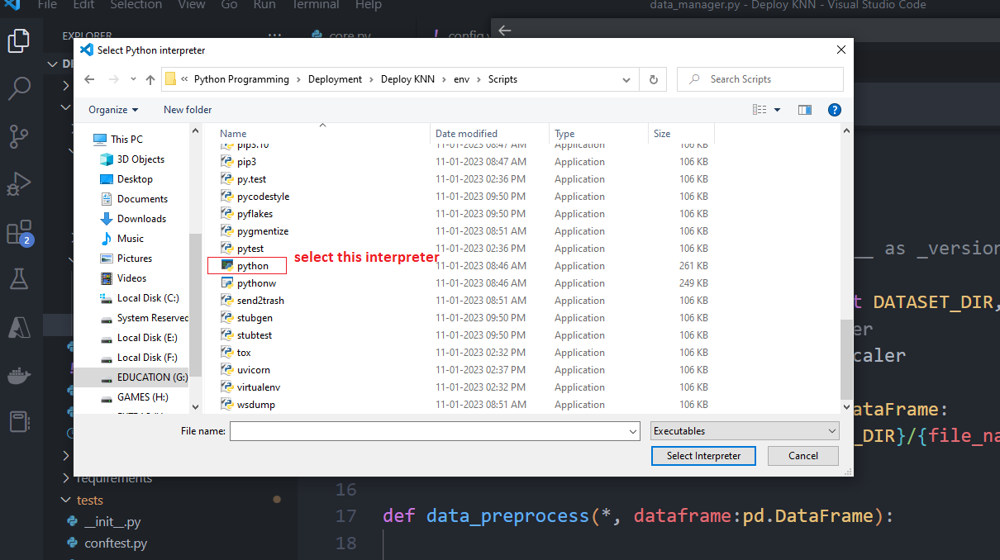 File Edit Selection View Go Run Terminal Help
data_manager.py - Deploy KNN - Visual Studio Code
EXPLORER
core.py
Select Python interpreter
« Python Programming > Deployment > Deploy KNN > env > Scripts
Search Scripts
Organize
New folder
This PC
3D Objects
Desktop
Documents
Downloads
Music
Pictures
Videos
Local Disk (C:)
System Reserved
Local Disk (E:)
Local Disk (F:)
EDUCATION (G:)
GAMES (H:)
Name Date modified Type Size
pip3.10 11-01-2023 08:47 AM Application 106 KB
pip3 11-01-2023 08:47 AM Application 106 KB
py.test 11-01-2023 02:36 PM Application 106 KB
pycodestyle 11-01-2023 09:50 PM Application 106 KB
pyflakes 11-01-2023 09:50 PM Application 106 KB
pygmentize 11-01-2023 08:51 AM Application 106 KB
pytest 11-01-2023 02:36 PM Application 106 KB
select this interpreter
python 11-01-2023 08:46 AM Application 261 KB
pythonw 11-01-2023 08:46 AM Application 249 KB
send2trash 11-01-2023 08:51 AM Application 106 KB
stubgen 11-01-2023 09:50 PM Application 106 KB
stubtest 11-01-2023 09:50 PM Application 106 KB
tox 11-01-2023 02:32 PM Application 106 KB
uvicorn 11-01-2023 02:37 PM Application 106 KB
virtualenv 11-01-2023 02:32 PM Application 106 KB
wsdump 11-01-2023 08:51 AM Application 106 KB
File name:
Executables
Select Interpreter
Cancel
2
__ as _version
t DATASET_DIR,
er
caler
ataFrame:
_DIR}/{file_na
requirements
tests
__init__.py
conftest.py
16
17 def data_preprocess(*, dataframe:pd.DataFrame):
18